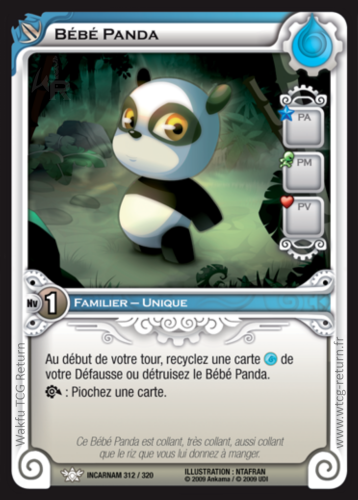 BÉBÉ PANDA
PA
PM
PV
Nv 1
FAMILIER – UNIQUE
Au début de votre tour, recyclez une carte de
votre Défausse ou détruisez le Bébé Panda.
: Piochez une carte.
Ce Bébé Panda est collant, très collant, aussi collant
que le riz que vous lui donnez à manger.
INCARNAM 312 / 320
ILLUSTRATION : NTAFRAN
© 2009 Ankama / © 2009 UDI
Wakfu TCG Return
www.wtcg-return.fr